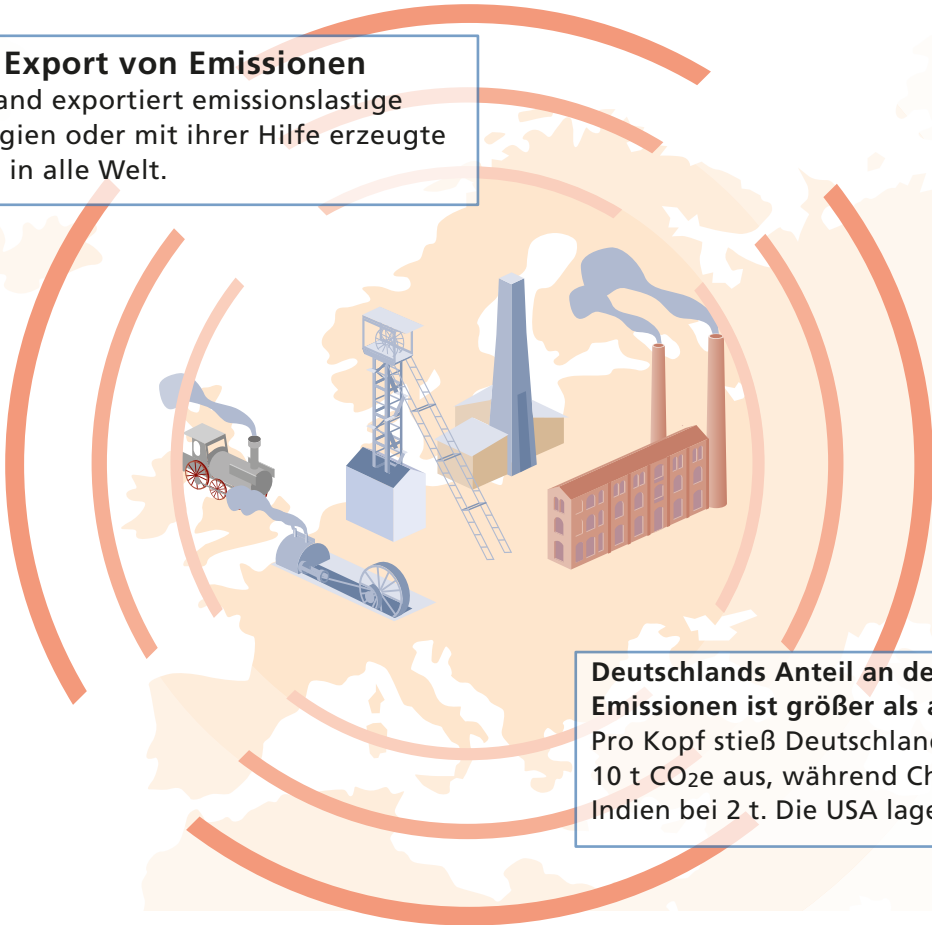 Export von Emissionen
and exportiert emissionslastige
gien oder mit ihrer Hilfe erzeugte
in alle Welt.
Deutschlands Anteil an de
Emissionen ist größer als a
Pro Kopf stieß Deutschland
10 t CO2e aus, während Ch
Indien bei 2 t. Die USA lage